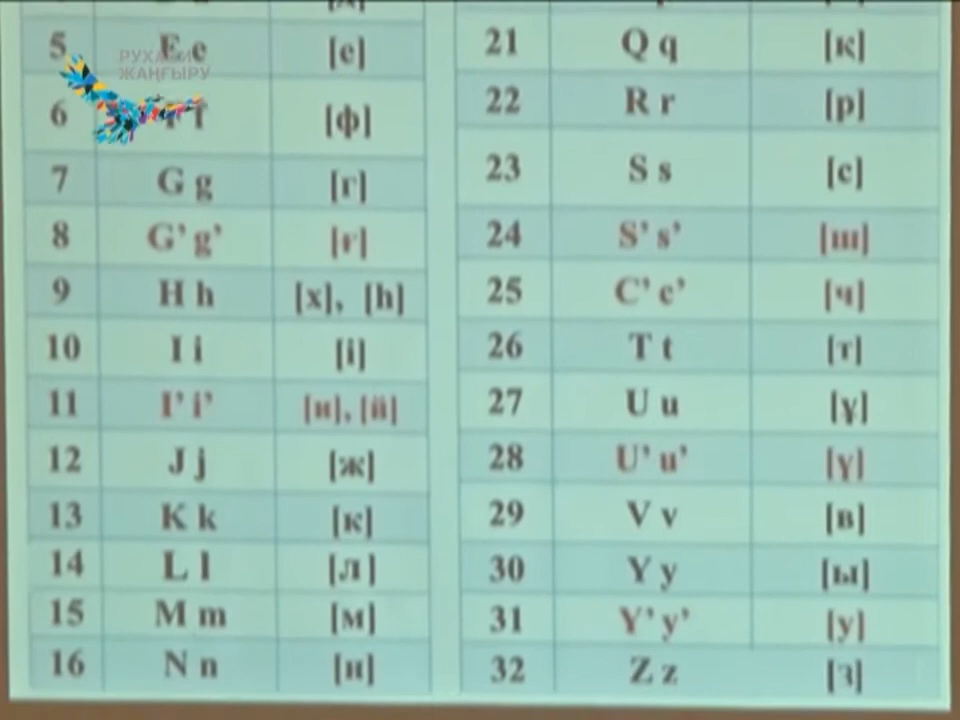 РУХАНИ
ЖАҢҒЫРУ
5 E e [е]
6 F f [ф]
7 G g [г]
8 G’ g’ [ғ]
9 H h [х], [h]
10 I i [і]
11 I’ i’ [и], [й]
12 J j [ж]
13 K k [к]
14 L l [л]
15 M m [м]
16 N n [н]
21 Q q [қ]
22 R r [р]
23 S s [с]
24 S’ s’ [ш]
25 C’ c’ [ч]
26 T t [т]
27 U u [ұ]
28 U’ u’ [ү]
29 V v [в]
30 Y y [ы]
31 Y’ y’ [у]
32 Z z [з]